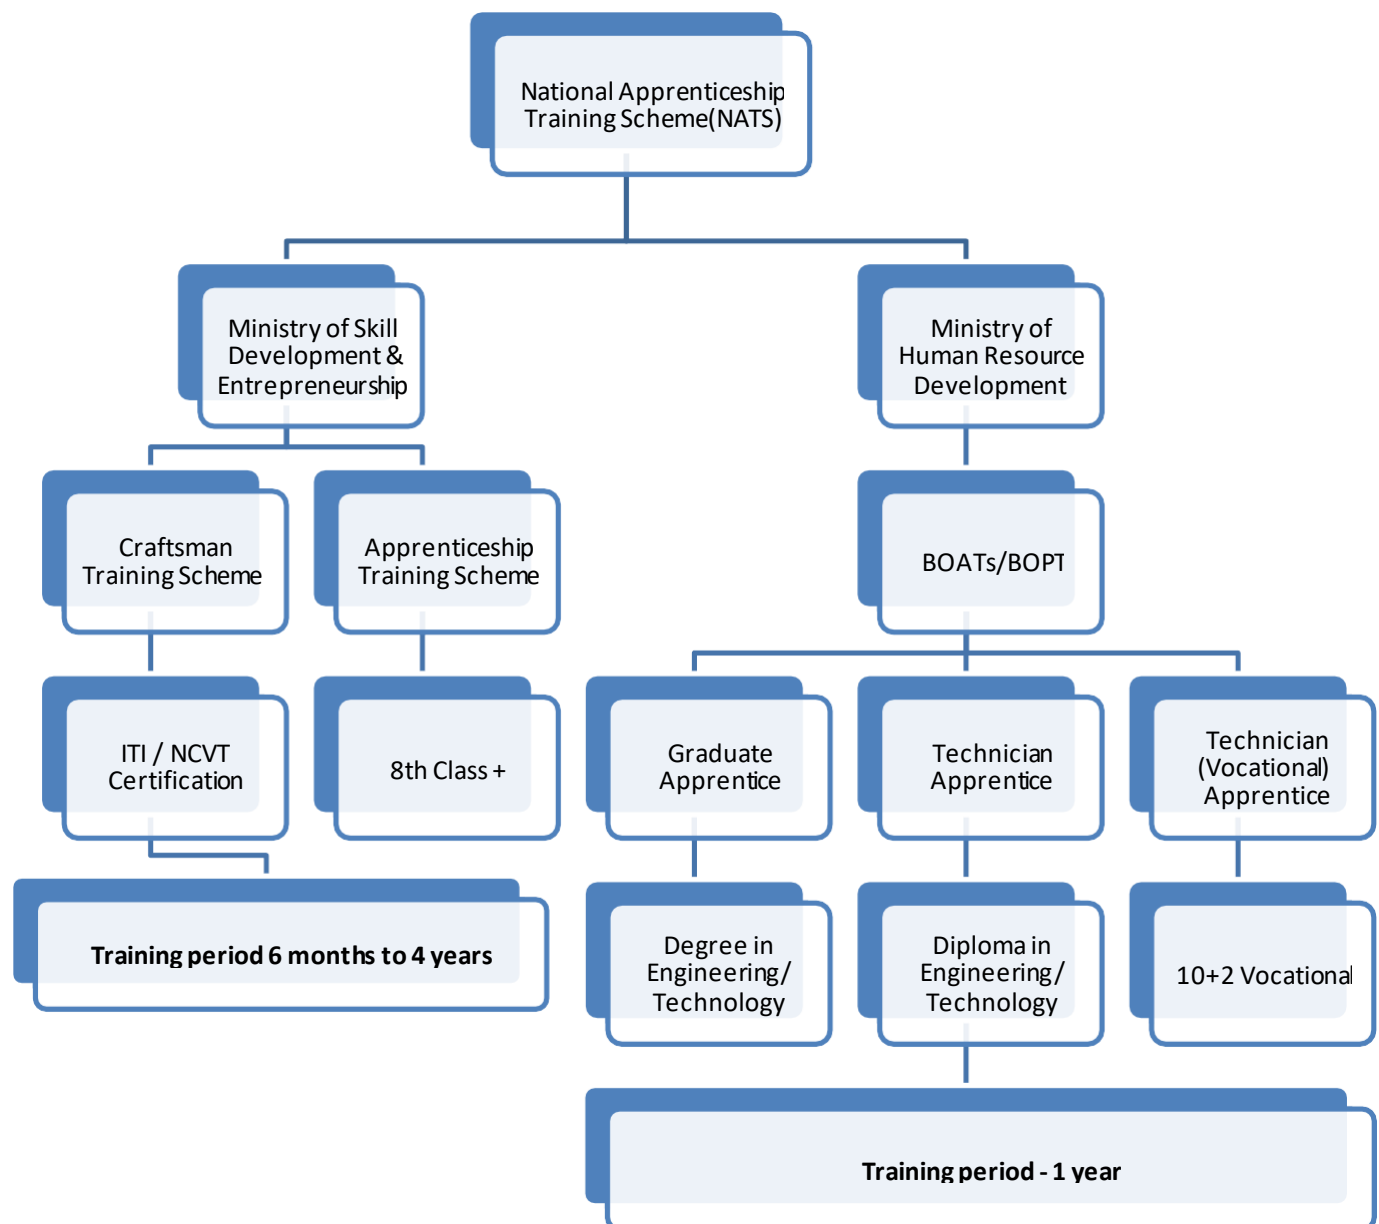 National Apprenticeship
Training Scheme(NATS)
Ministry of Skill
Development &
Entrepreneurship
Ministry of
Human Resource
Development
Craftsman
Training Scheme
Apprenticeship
Training Scheme
BOATs/BOPT
ITI / NCVT
Certification
8th Class +
Graduate
Apprentice
Technician
Apprentice
Technician
(Vocational)
Apprentice
Training period 6 months to 4 years
Degree in
Engineering/
Technology
Diploma in
Engineering/
Technology
10+2 Vocational
Training period - 1 year